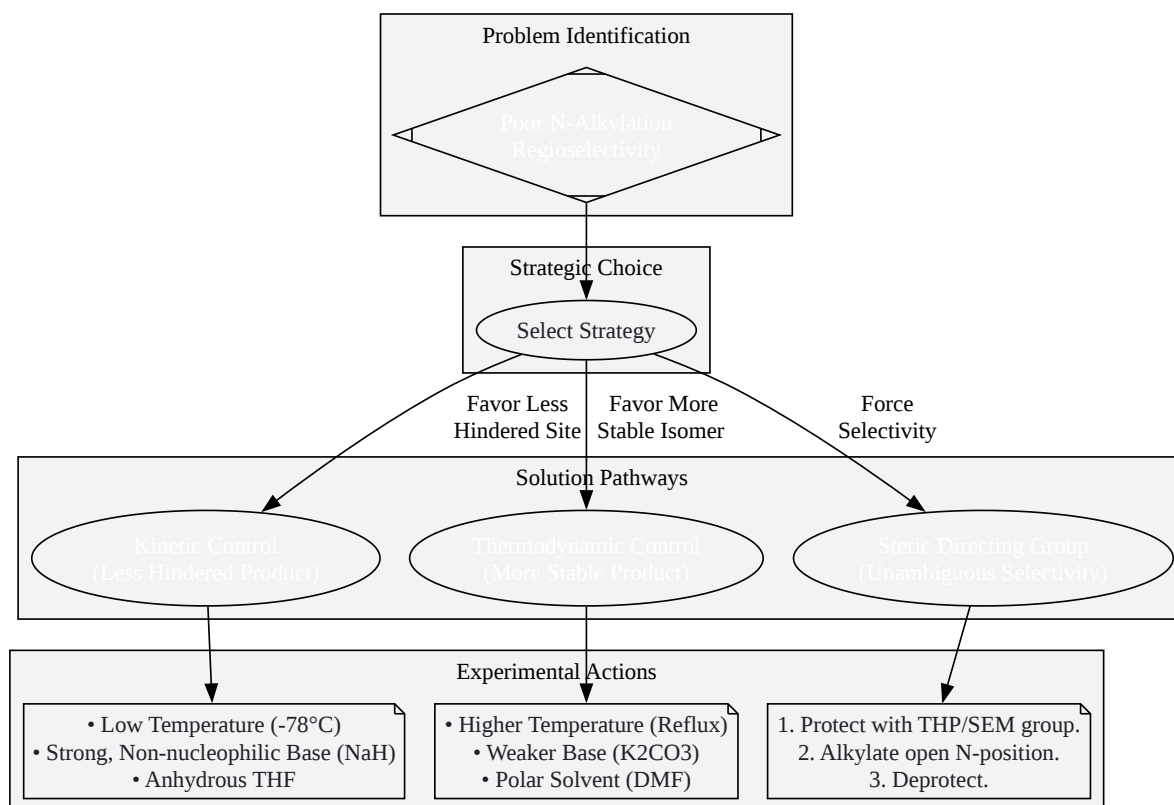 Problem Identification
Poor N-Alkylation
Regioselectivity
Strategic Choice
Select Strategy
Favor Less
Hindered Site
Favor More
Stable Isomer
Force
Selectivity
Solution Pathways
Kinetic Control
(Less Hindered Product)
Thermodynamic Control
(More Stable Product)
Steric Directing Group
(Unambiguous Selectivity)
Experimental Actions
• Low Temperature (-78°C)
• Strong, Non-nucleophilic Base (NaH)
• Anhydrous THF
• Higher Temperature (Reflux)
• Weaker Base (K2CO3)
• Polar Solvent (DMF)
1. Protect with THP/SEM group.
2. Alkylate open N-position.
3. Deprotect.